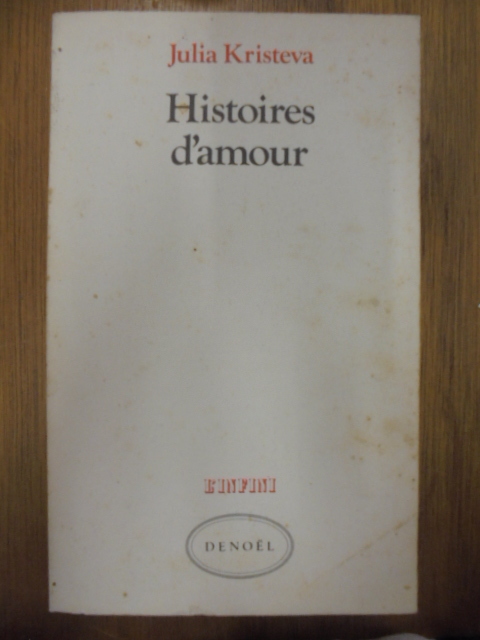 Julia Kristeva
Histoires
d'amour
L'INFINI
DENOËL